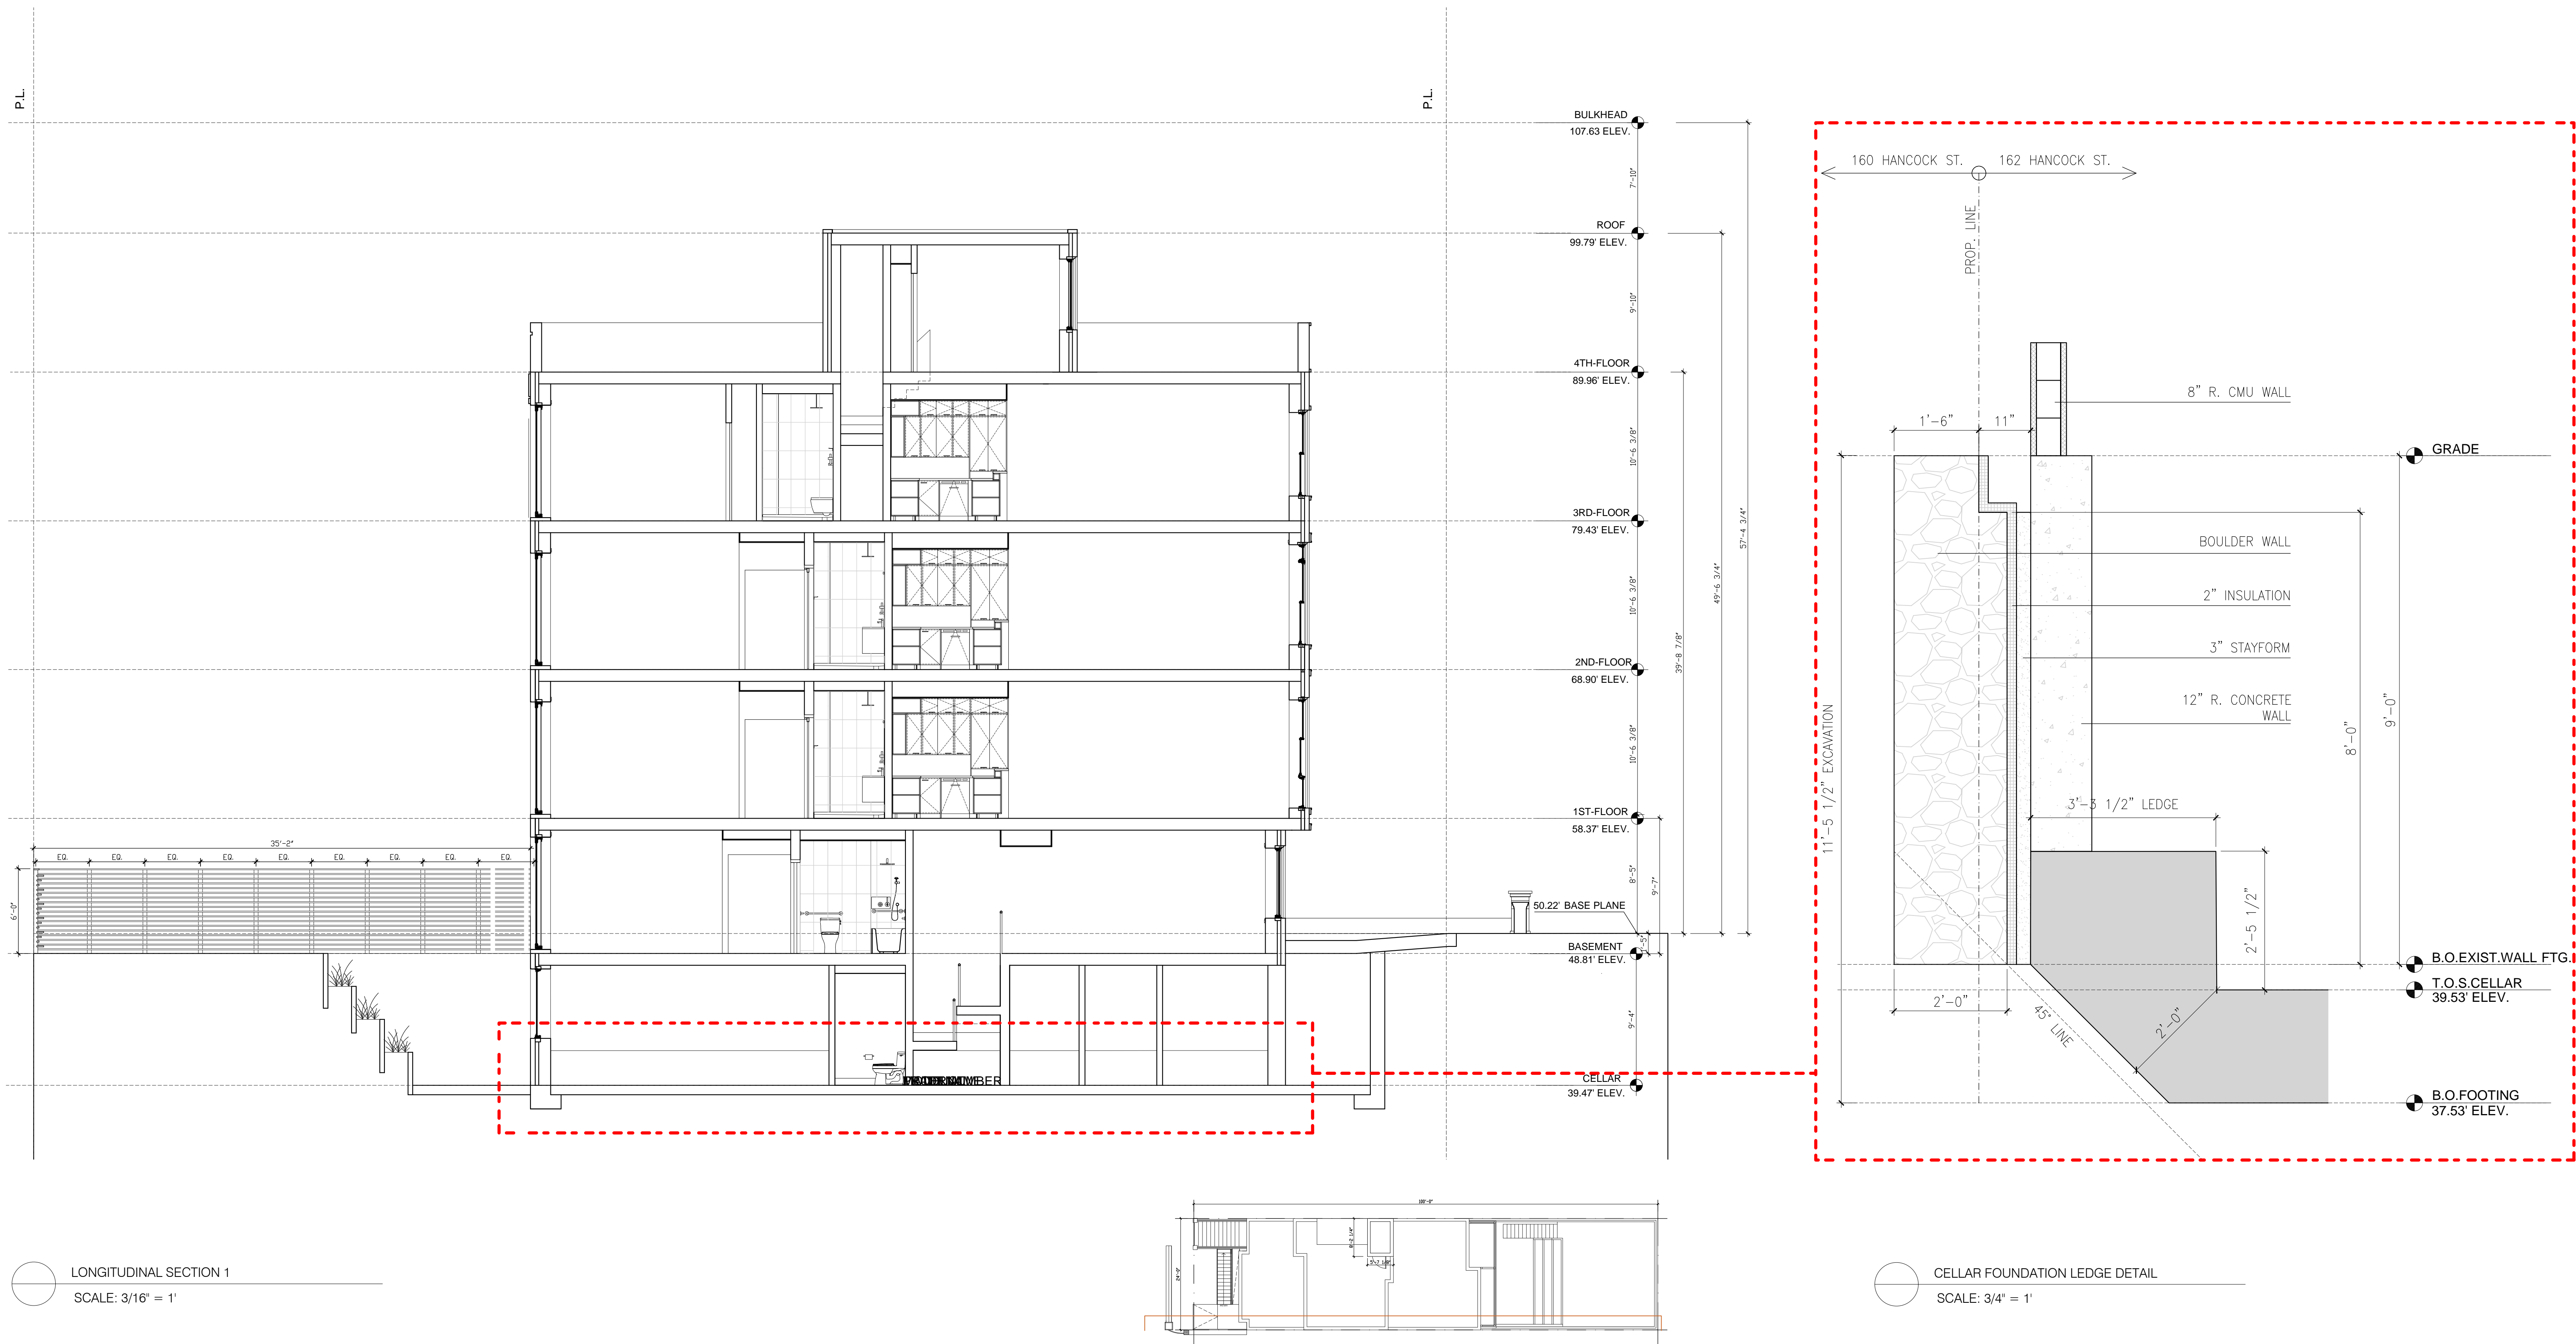 P.L.
P.L.
BULKHEAD
107.63 ELEV.
7'-10"
ROOF
99.79' ELEV.
9'-10"
4TH-FLOOR
89.96' ELEV.
10'-6 3/8"
3RD-FLOOR
79.43' ELEV.
10'-6 3/8"
2ND-FLOOR
68.90' ELEV.
10'-6 3/8"
1ST-FLOOR
58.37' ELEV.
8'-5"
9'-7"
50.22' BASE PLANE
BASEMENT
48.81' ELEV.
9'-4"
CELLAR
39.47' ELEV.
39'-8 7/8"
49'-6 3/4"
57'-4 3/4"
35'-2"
EQ. EQ. EQ. EQ. EQ. EQ. EQ. EQ. EQ.
6'-0"
160 HANCOCK ST. 162 HANCOCK ST.
PROP. LINE
1'-6" 11"
8" R. CMU WALL
GRADE
BOULDER WALL
2" INSULATION
3" STAYFORM
12" R. CONCRETE
WALL
11'-5 1/2" EXCAVATION
8'-0"
9'-0"
3'-3 1/2" LEDGE
2'-5 1/2"
2'-0"
45° LINE
2'-0"
B.O.EXIST.WALL FTG.
T.O.S.CELLAR
39.53' ELEV.
B.O.FOOTING
37.53' ELEV.
100'-0"
24'-0"
LONGITUDINAL SECTION 1
SCALE: 3/16" = 1'
CELLAR FOUNDATION LEDGE DETAIL
SCALE: 3/4" = 1'